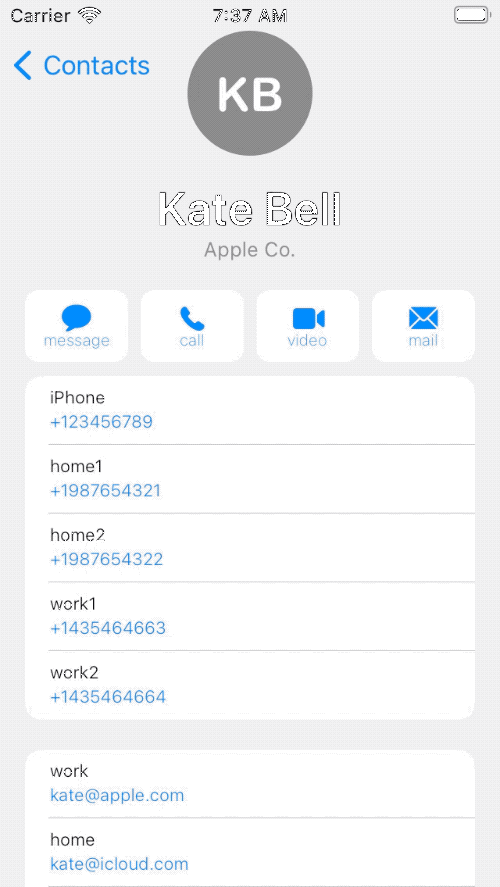 Carrier 7:37 AM
Contacts
KB
Kate Bell
Apple Co.
message call video mail
iPhone
+123456789
home1
+1987654321
home2
+1987654322
work1
+1435464663
work2
+1435464664
work
kate@apple.com
home
kate@icloud.com